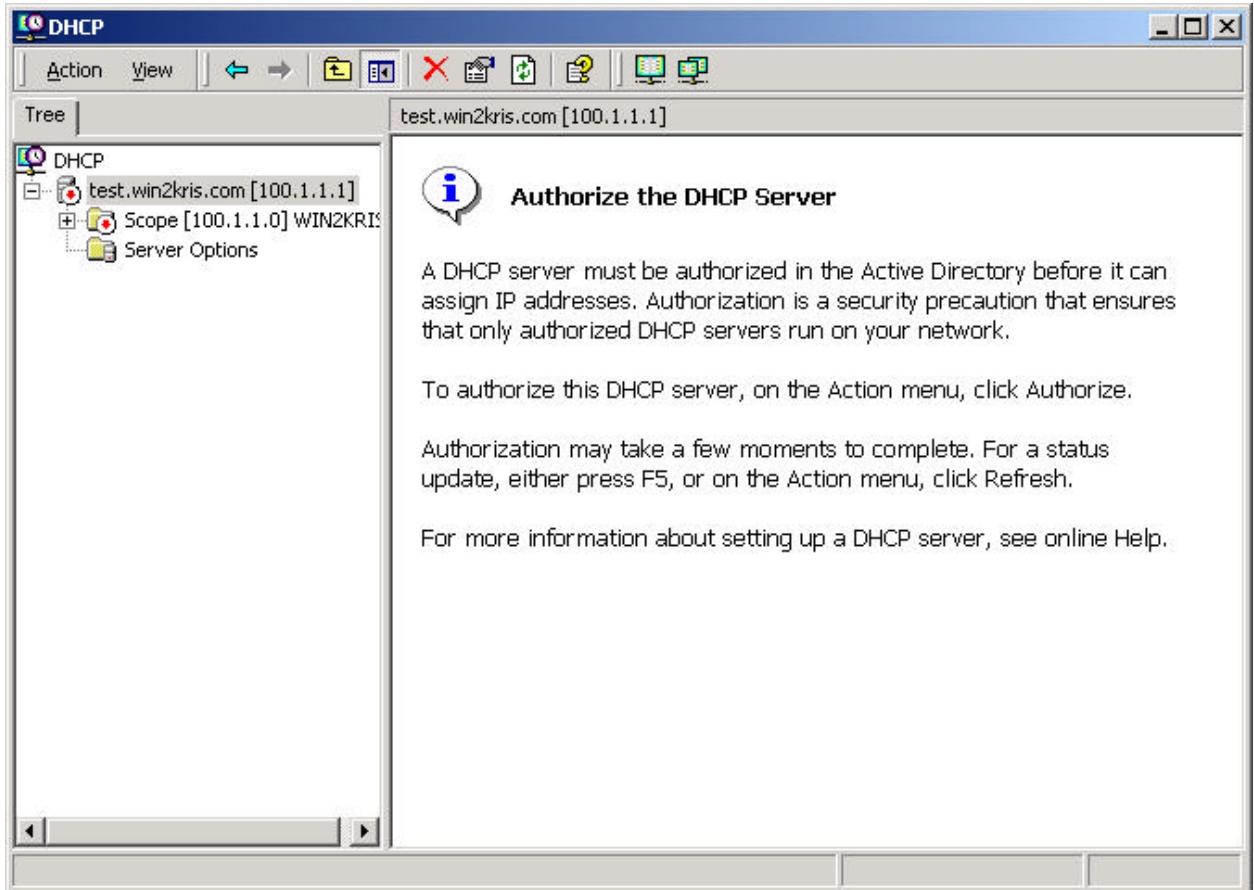 DHCP
Action View
Tree
test.win2kris.com [100.1.1.1]
DHCP
test.win2kris.com [100.1.1.1]
Scope [100.1.1.0] WIN2KRIS
Server Options
Authorize the DHCP Server
A DHCP server must be authorized in the Active Directory before it can
assign IP addresses. Authorization is a security precaution that ensures
that only authorized DHCP servers run on your network.
To authorize this DHCP server, on the Action menu, click Authorize.
Authorization may take a few moments to complete. For a status
update, either press F5, or on the Action menu, click Refresh.
For more information about setting up a DHCP server, see online Help.